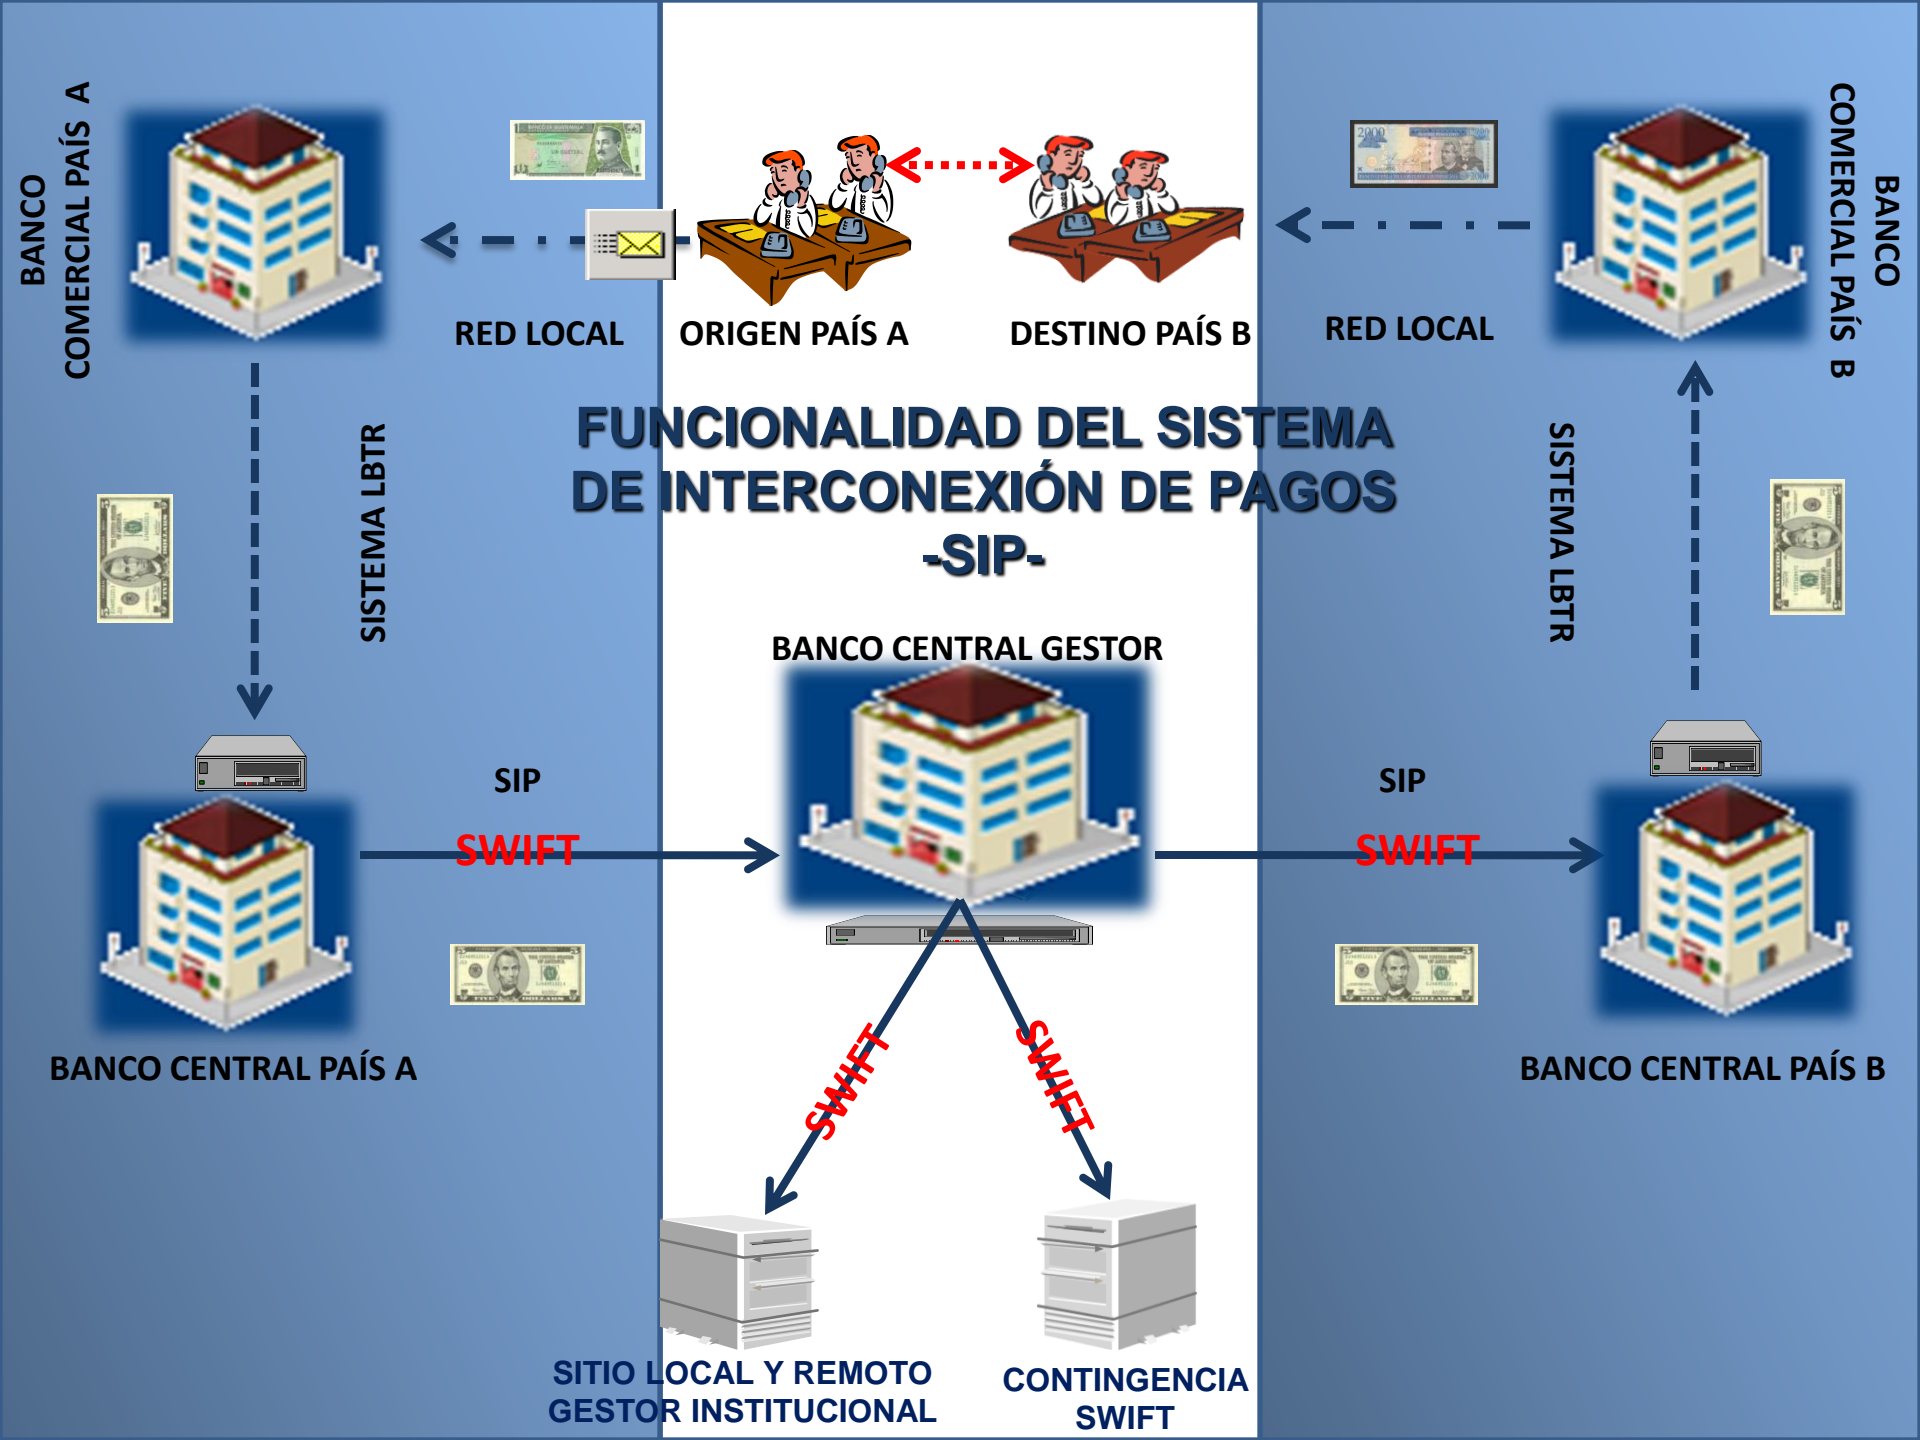 BANCO
COMERCIAL PAÍS A
RED LOCAL
ORIGEN PAÍS A
DESTINO PAÍS B
2000
RED LOCAL
BANCO
COMERCIAL PAÍS B
FUNCIONALIDAD DEL SISTEMA
DE INTERCONEXIÓN DE PAGOS
-SIP-
SISTEMA LBTR
SISTEMA LBTR
BANCO CENTRAL GESTOR
SIP
SWIFT
SIP
SWIFT
BANCO CENTRAL PAÍS A
SWIFT
SWIFT
BANCO CENTRAL PAÍS B
SITIO LOCAL Y REMOTO
GESTOR INSTITUCIONAL
CONTINGENCIA
SWIFT